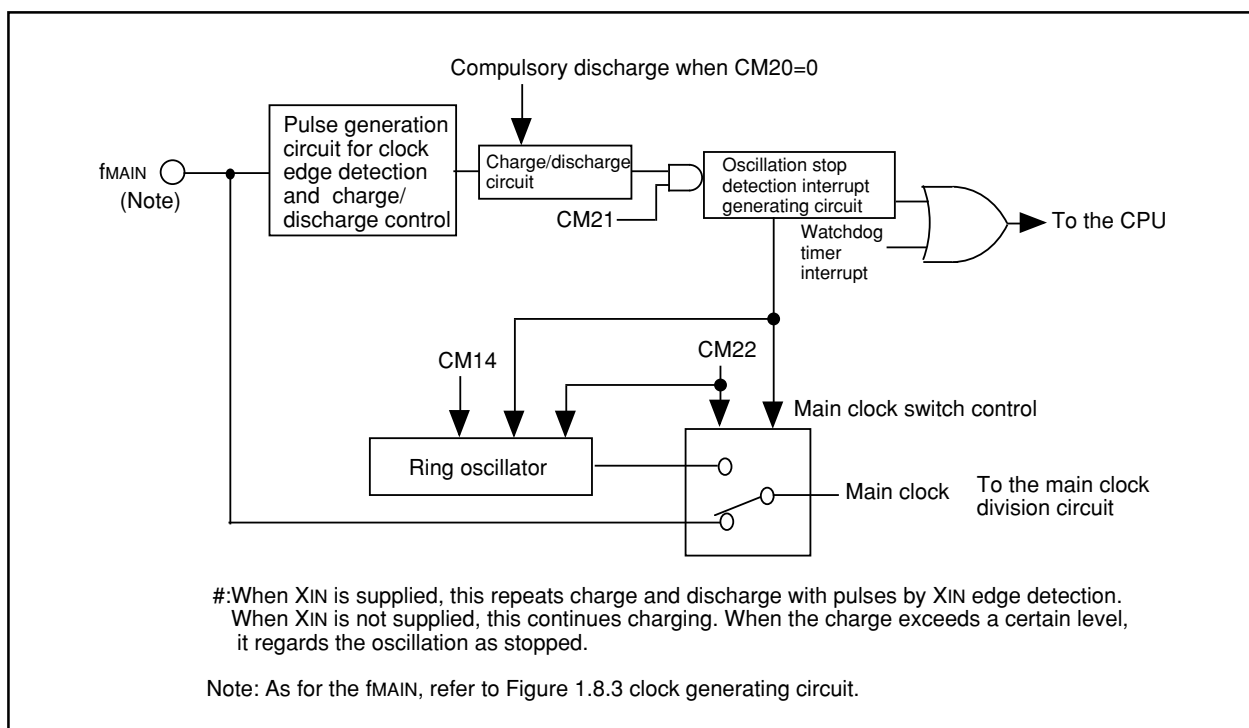 Compulsory discharge when CM20=0
Pulse generation
circuit for clock
edge detection
and charge/
discharge control
fMAIN
(Note)
Charge/discharge
circuit
CM21
Oscillation stop
detection interrupt
generating circuit
Watchdog
timer
interrupt
To the CPU
CM14
CM22
Main clock switch control
Ring oscillator
Main clock
To the main clock
division circuit
#:When XIN is supplied, this repeats charge and discharge with pulses by XIN edge detection.
When XIN is not supplied, this continues charging. When the charge exceeds a certain level,
it regards the oscillation as stopped.
Note: As for the fMAIN, refer to Figure 1.8.3 clock generating circuit.